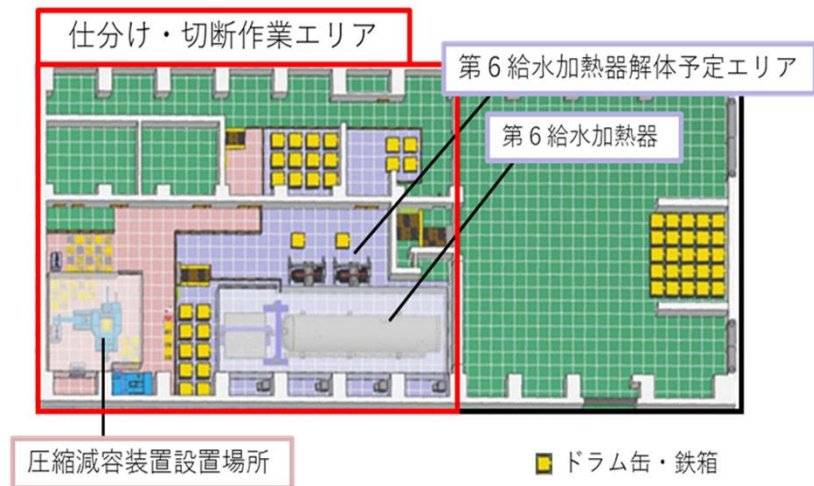 仕分け・切断作業エリア
第６給水加熱器解体予定エリア
第６給水加熱器
圧縮減容装置設置場所
ドラム缶・鉄箱